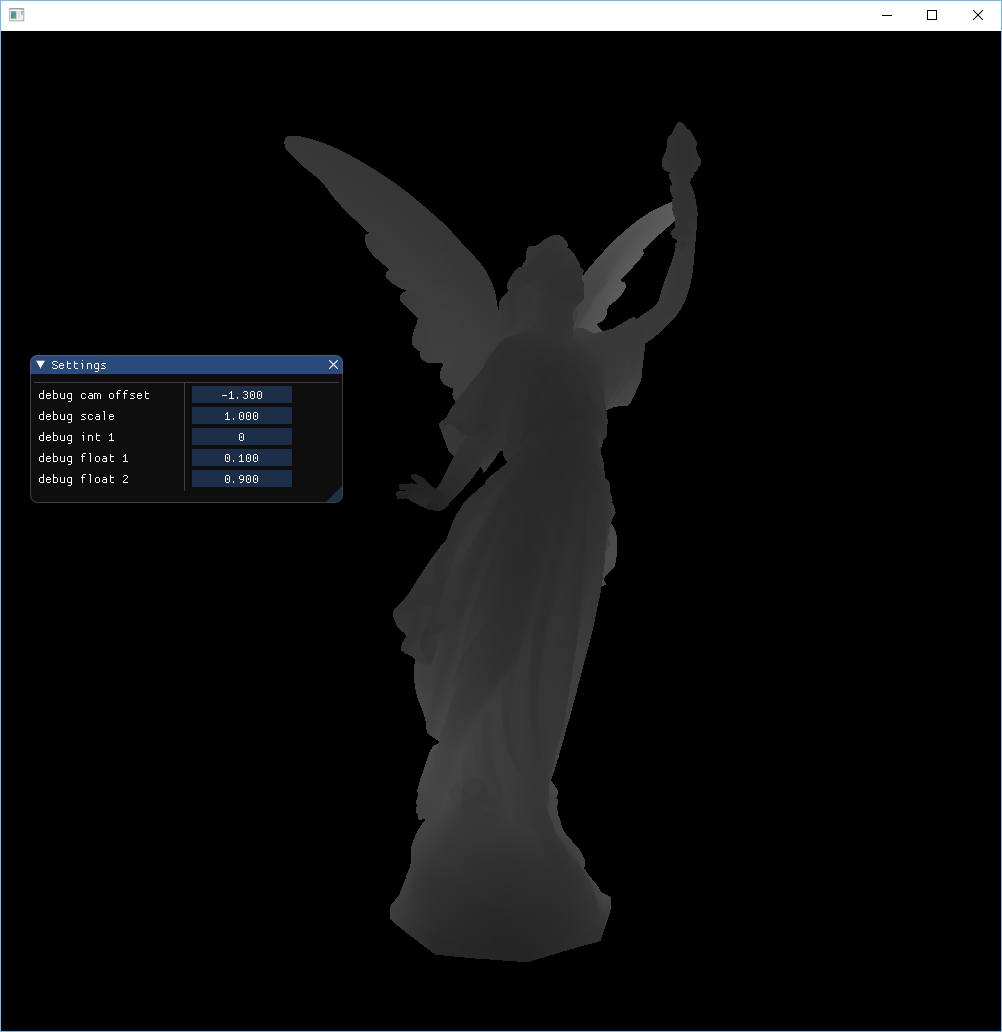 Settings
debug cam offset -1.300
debug scale 1.000
debug int 1 0
debug float 1 0.100
debug float 2 0.900